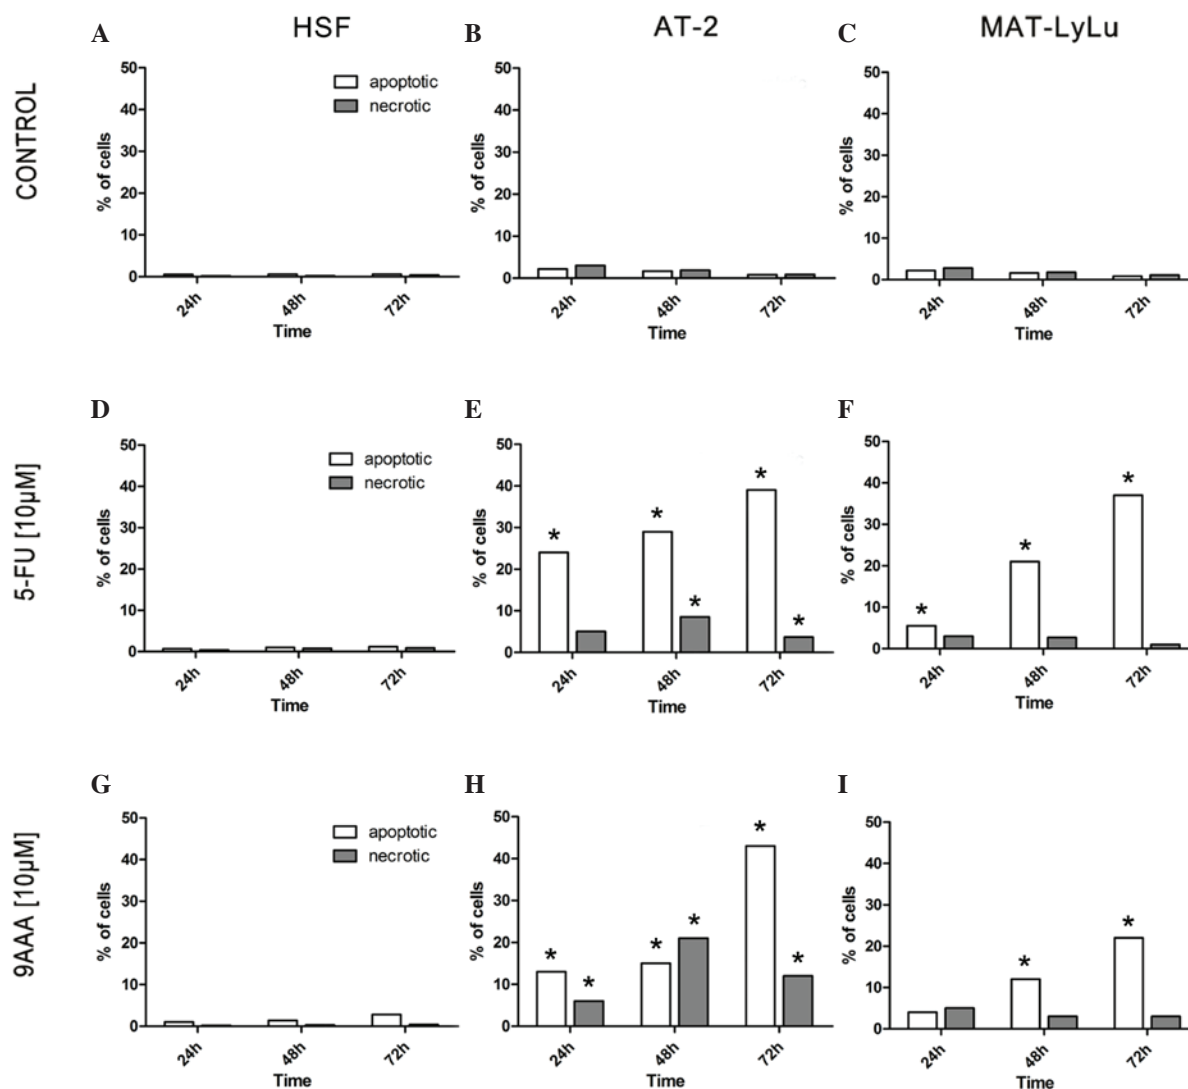 HSF
AT-2
MAT-LyLu
CONTROL
A
50
40
30
20
10
0
% of cells
apoptotic
necrotic
24h
48h
72h
Time
B
50
40
30
20
10
0
% of cells
24h
48h
72h
Time
C
50
40
30
20
10
0
% of cells
24h
48h
72h
Time
5-FU [10µM]
D
50
40
30
20
10
0
% of cells
apoptotic
necrotic
24h
48h
72h
Time
E
50
40
30
20
10
0
% of cells
* * *
* *
24h
48h
72h
Time
F
50
40
30
20
10
0
% of cells
* * *
24h
48h
72h
Time
9AAA [10µM]
G
50
40
30
20
10
0
% of cells
apoptotic
necrotic
24h
48h
72h
Time
H
50
40
30
20
10
0
% of cells
* * *
* * *
24h
48h
72h
Time
I
50
40
30
20
10
0
% of cells
* *
24h
48h
72h
Time